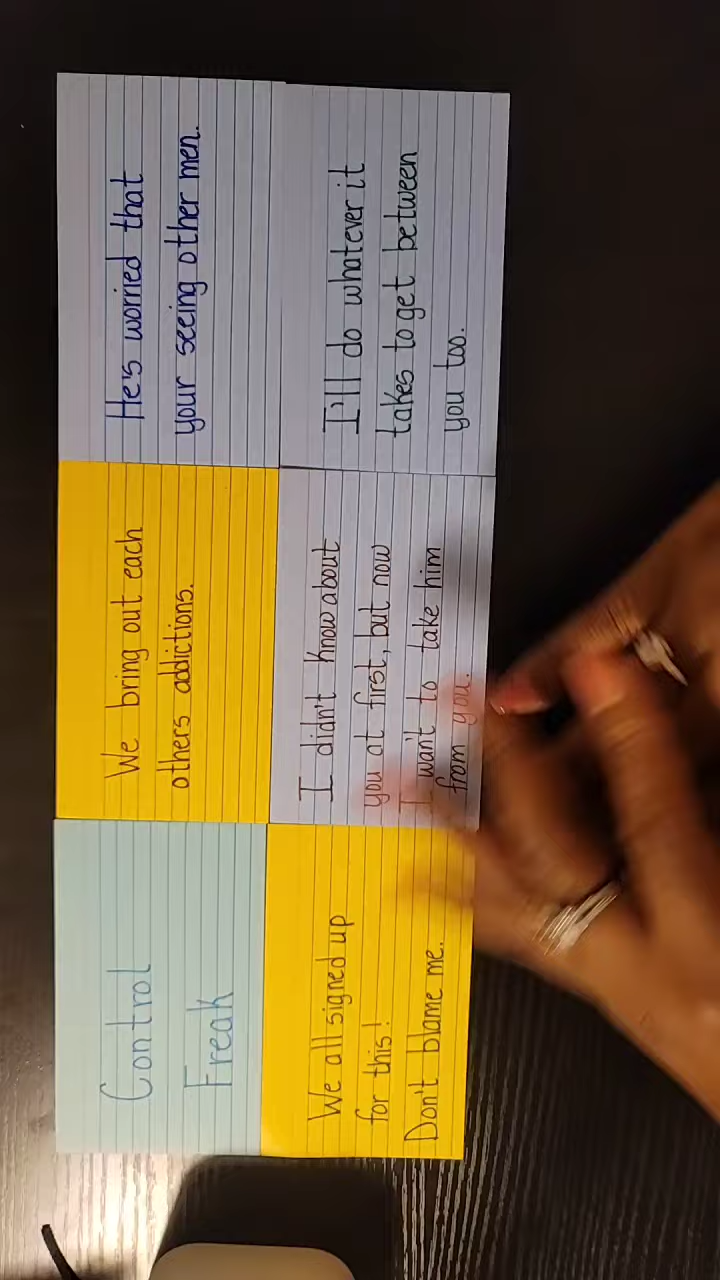 Control
Freak
We bring out each
others addictions.
He's worried that
your seeing other men.
We all signed up
for this!
Don't blame me.
I didn't know about
you at first, but now
I wan't to take him
from you.
I'll do whatever it
takes to get between
you too.